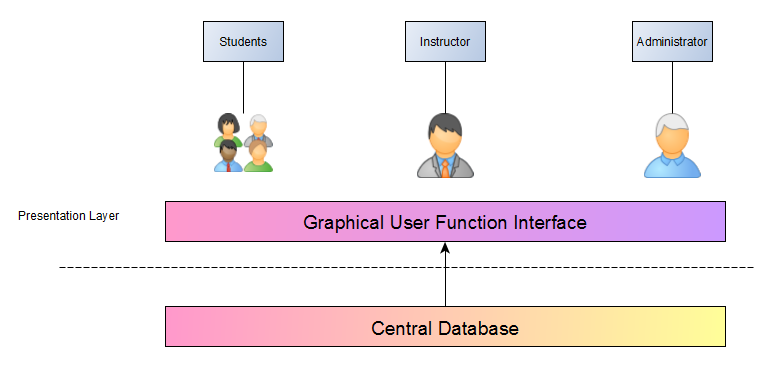 Students
Instructor
Administrator
Presentation Layer
Graphical User Function Interface
Central Database